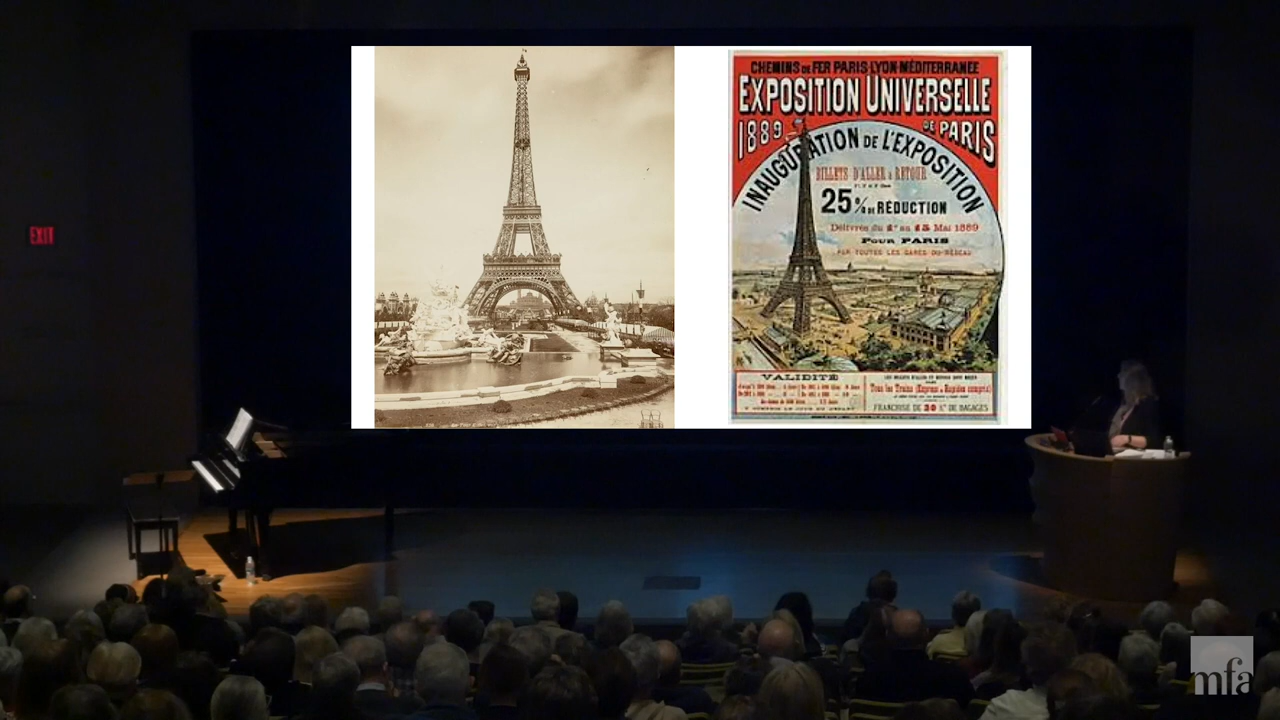 EXIT
CHEMINS DE FER PARIS-LYON-MÉDITERRANÉE
EXPOSITION UNIVERSELLE
1889 DE PARIS
INAUGURATION DE L'EXPOSITION
BILLETS D'ALLER & RETOUR
25% DE RÉDUCTION
Délivrés du 1er au 15 Mai 1889
POUR PARIS
PAR TOUTES LES GARES DU RÉSEAU
VALIDITÉ
Tous les Trains (Express & Rapides compris)
FRANCHISE DE 30 K. DE BAGAGES
mfa